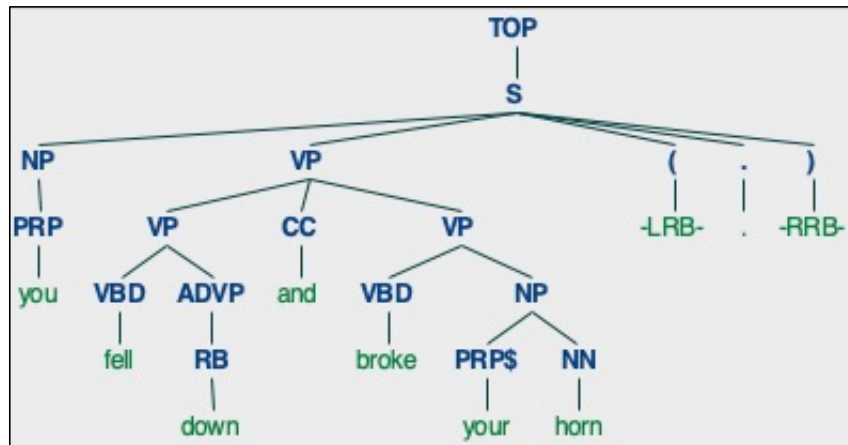 TOP
S
NP VP ( . )
PRP VP CC VP -LRB- . -RRB-
you VBD ADVP and VBD NP
fell RB broke PRP$ NN
down your horn